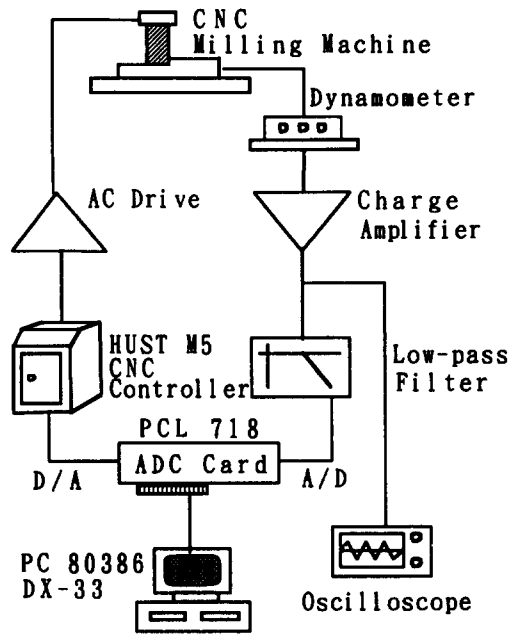 CNC
Milling Machine
Dynamometer
AC Drive
Charge
Amplifier
HUST M5
CNC
Controller
Low-pass
Filter
PCL 718
ADC Card
D/A
A/D
PC 80386
DX-33
Oscilloscope